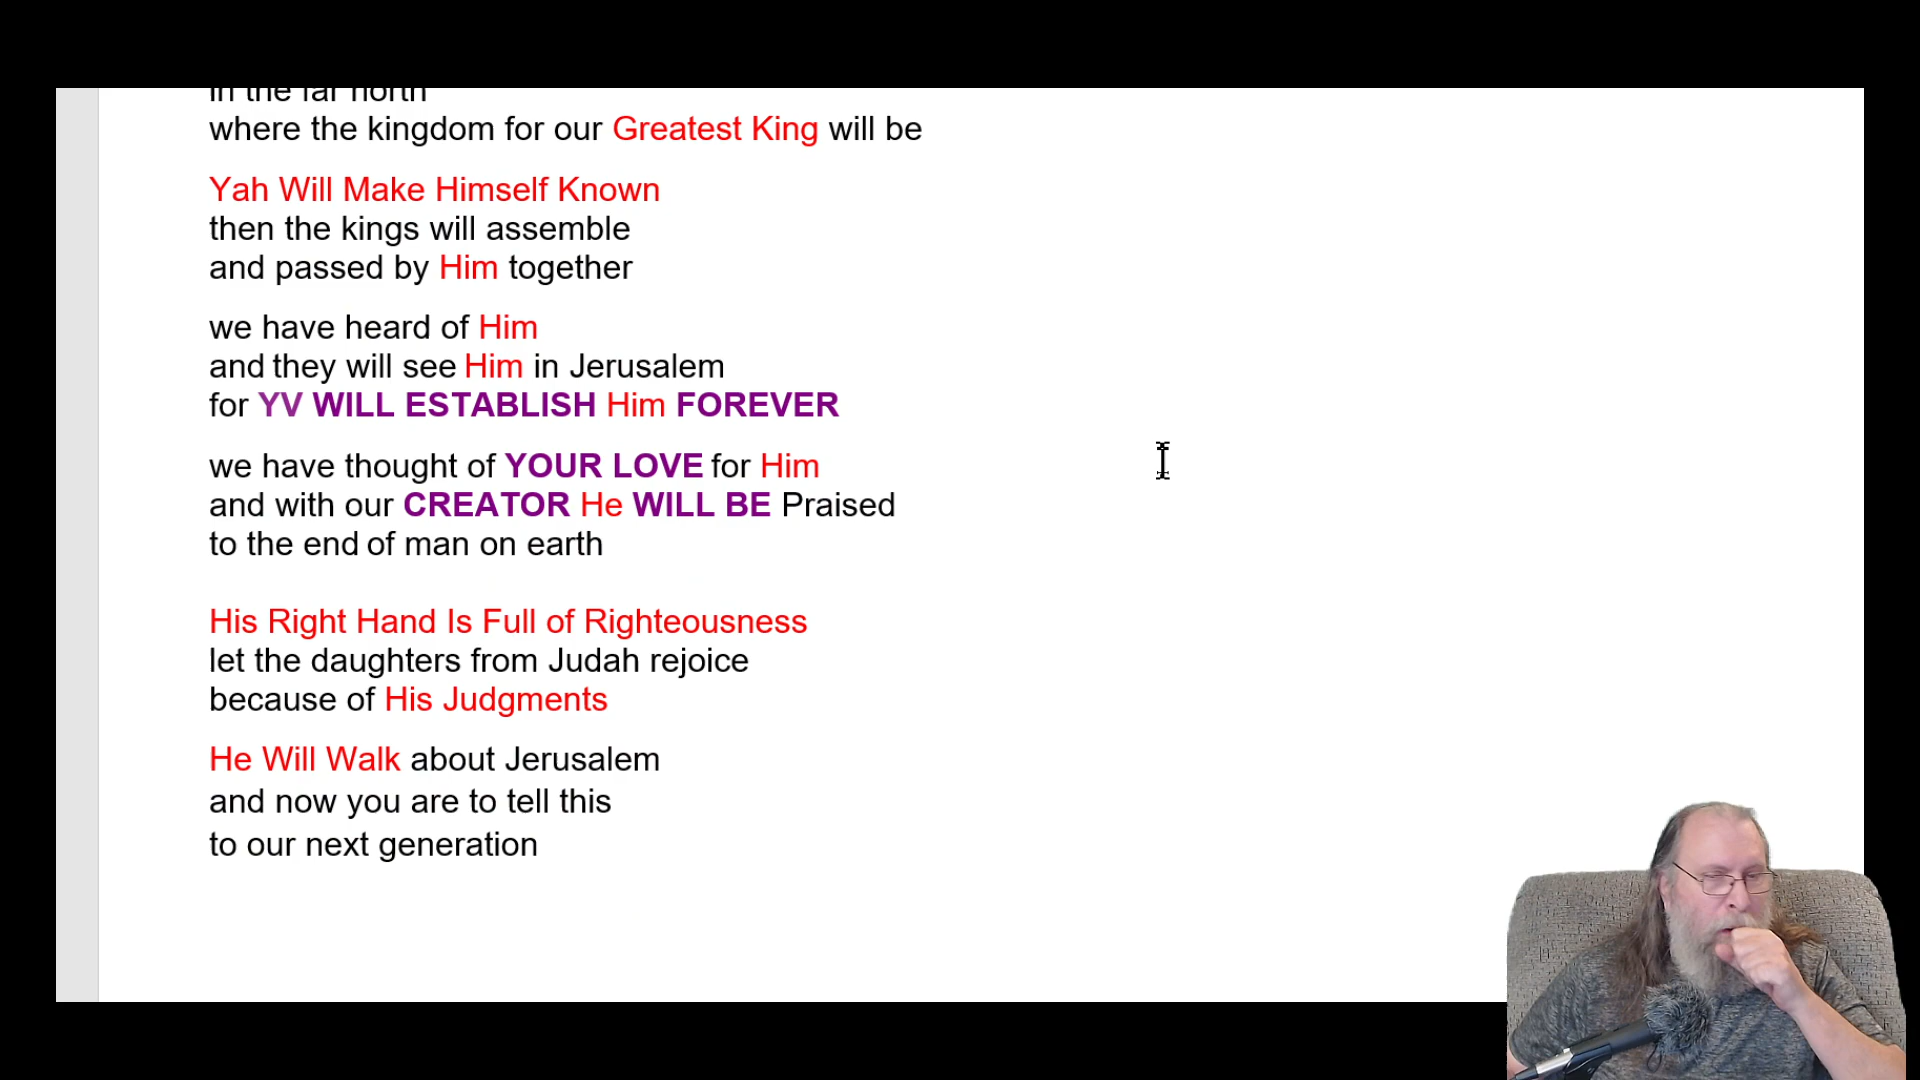 in the far north
where the kingdom for our Greatest King will be
Yah Will Make Himself Known
then the kings will assemble
and passed by Him together
we have heard of Him
and they will see Him in Jerusalem
for YV WILL ESTABLISH Him FOREVER
we have thought of YOUR LOVE for Him
and with our CREATOR He WILL BE Praised
to the end of man on earth
His Right Hand Is Full of Righteousness
let the daughters from Judah rejoice
because of His Judgments
He Will Walk about Jerusalem
and now you are to tell this
to our next generation